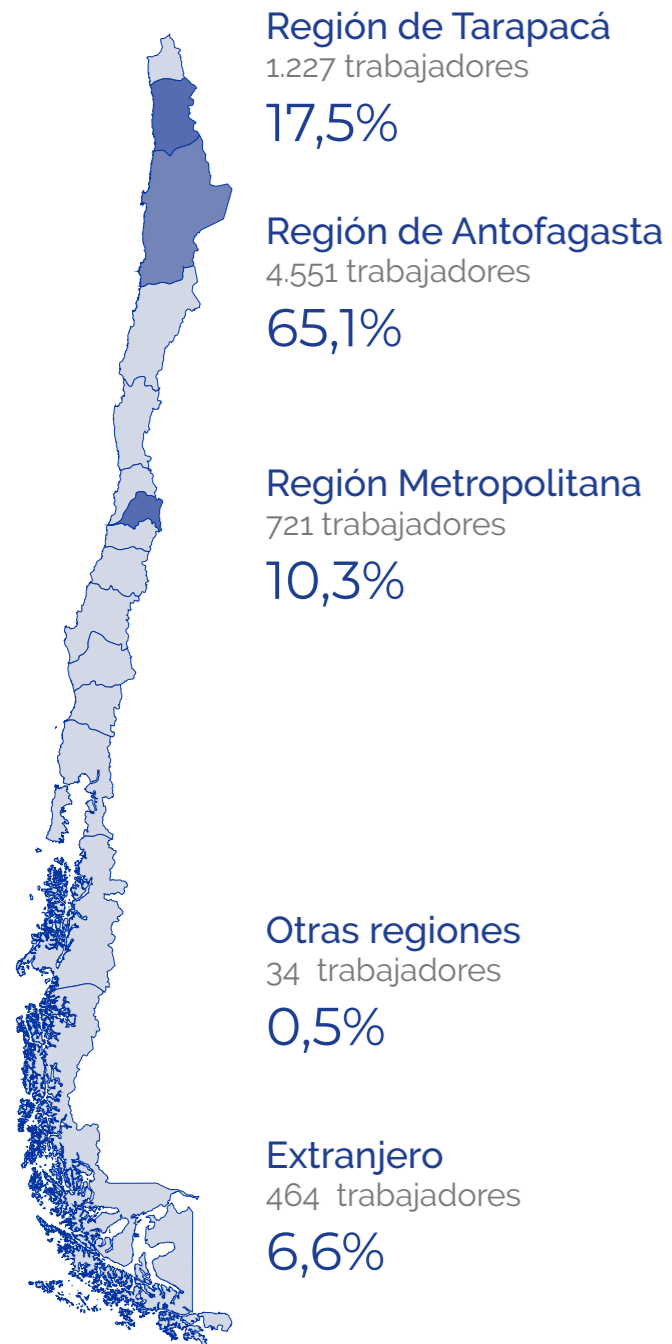 Región de Tarapacá
1.227 trabajadores
17,5%
Región de Antofagasta
4.551 trabajadores
65,1%
Región Metropolitana
721 trabajadores
10,3%
Otras regiones
34 trabajadores
0,5%
Extranjero
464 trabajadores
6,6%